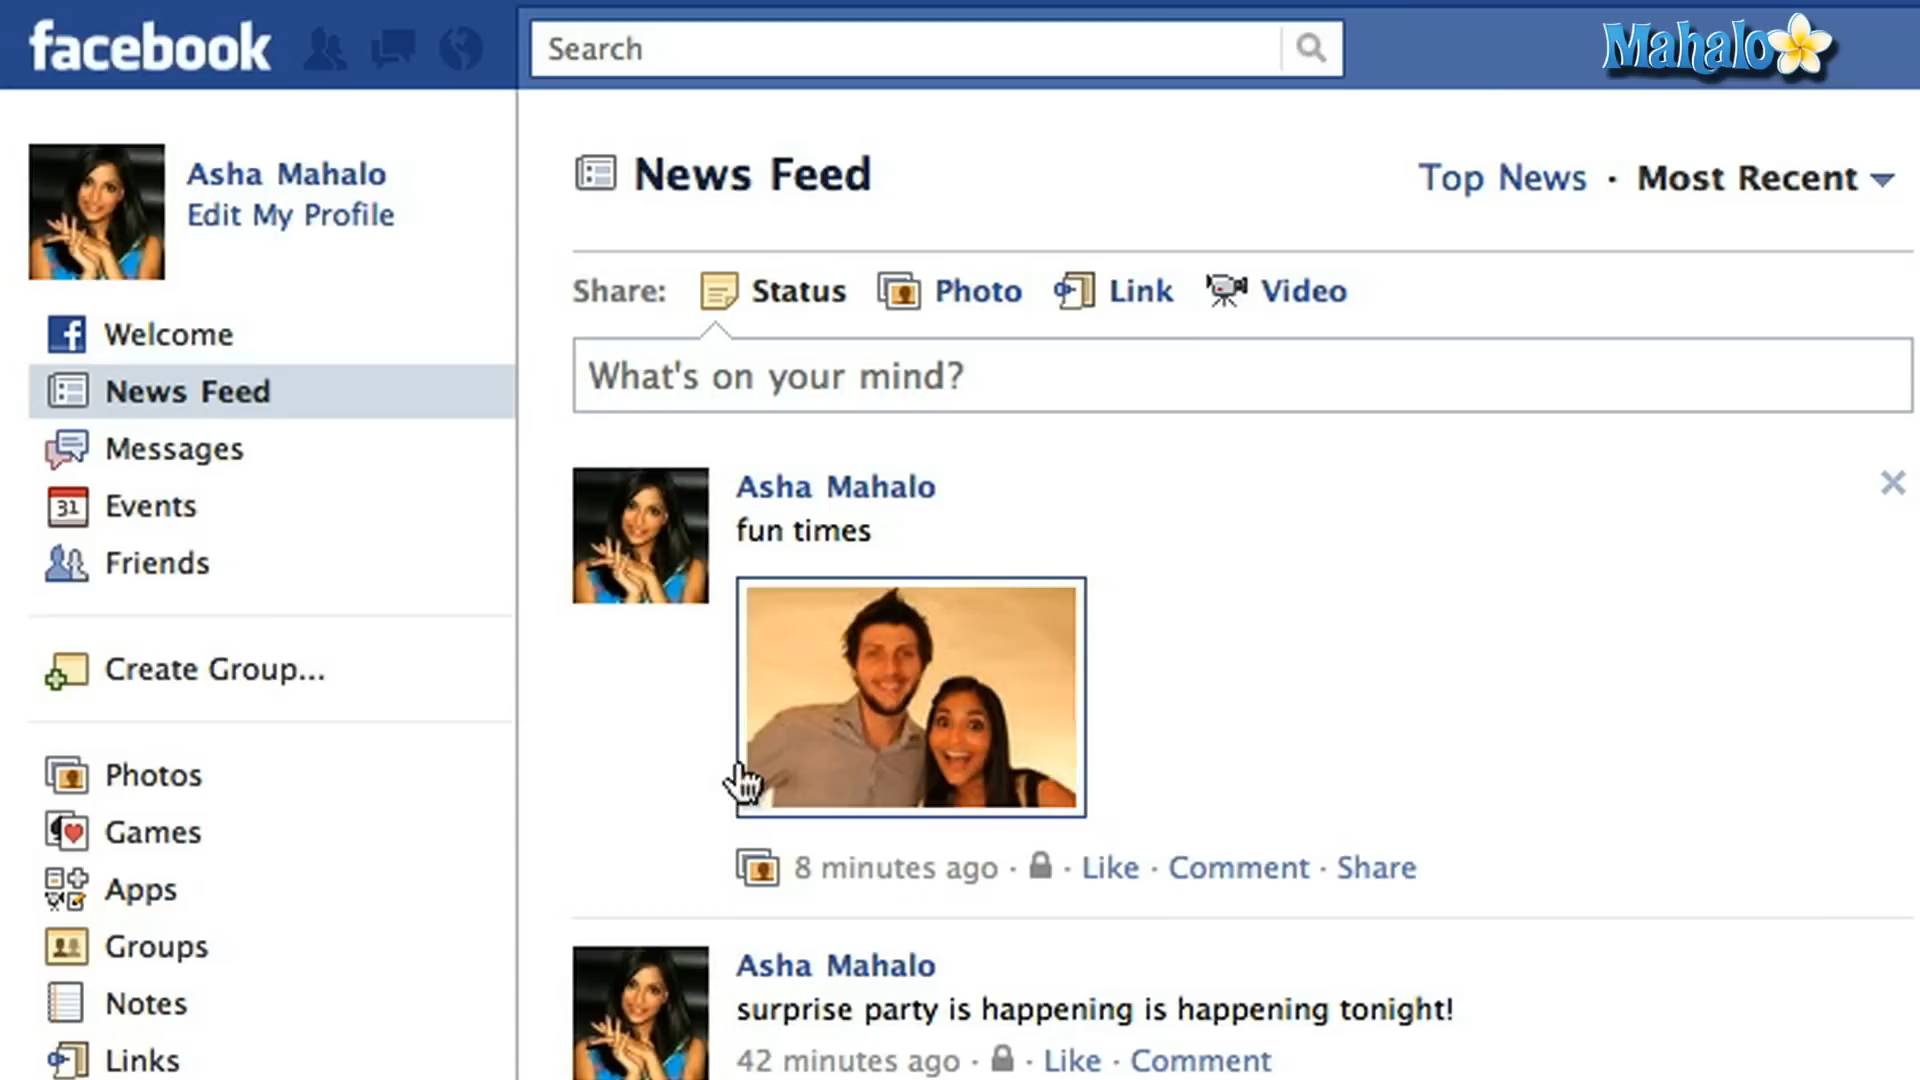 facebook
Search
Mahalo
Asha Mahalo
Edit My Profile
Welcome
News Feed
Messages
31
Events
Friends
Create Group...
Photos
Games
Apps
Groups
Notes
Links
News Feed
Top News · Most Recent
Share: Status Photo Link Video
What's on your mind?
Asha Mahalo
fun times
8 minutes ago · Like · Comment · Share
Asha Mahalo
surprise party is happening is happening tonight!
42 minutes ago · Like · Comment